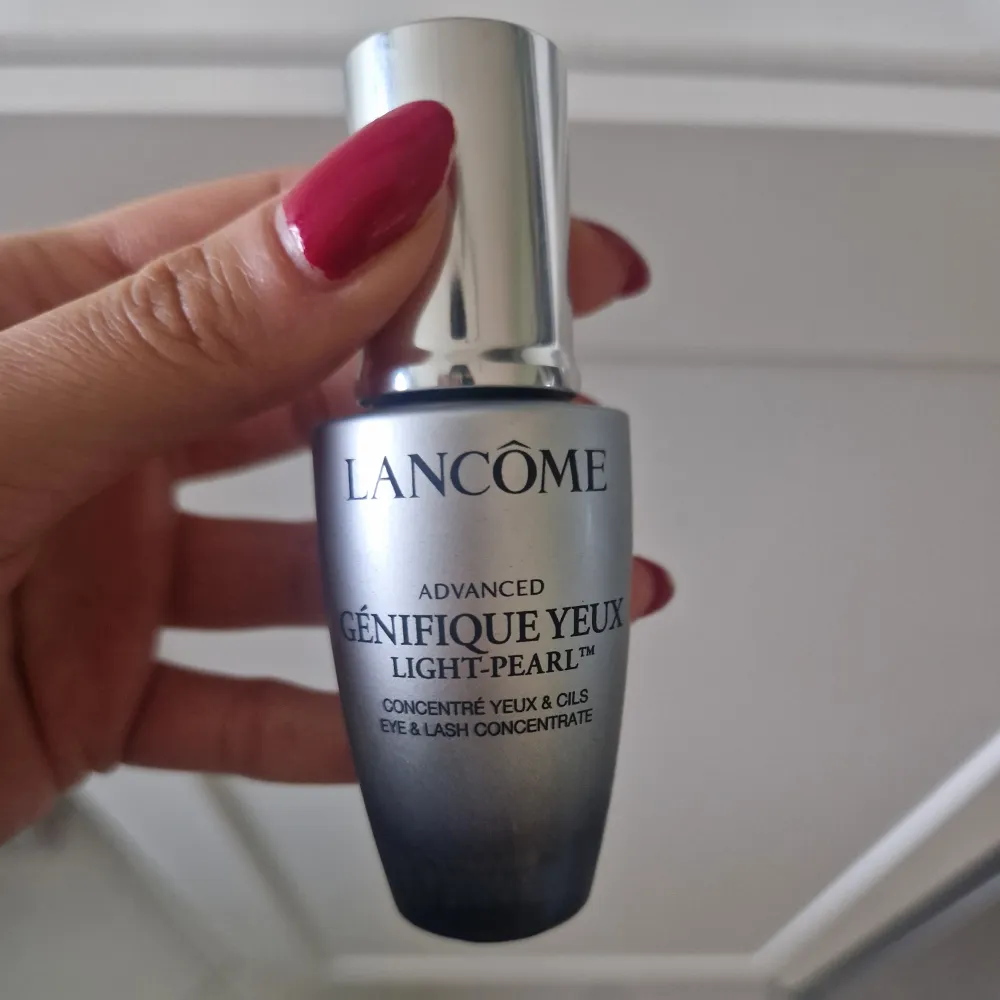 LANCÔME
ADVANCED
GÉNIFIQUE YEUX
LIGHT-PEARL™
CONCENTRÉ YEUX & CILS
EYE & LASH CONCENTRATE